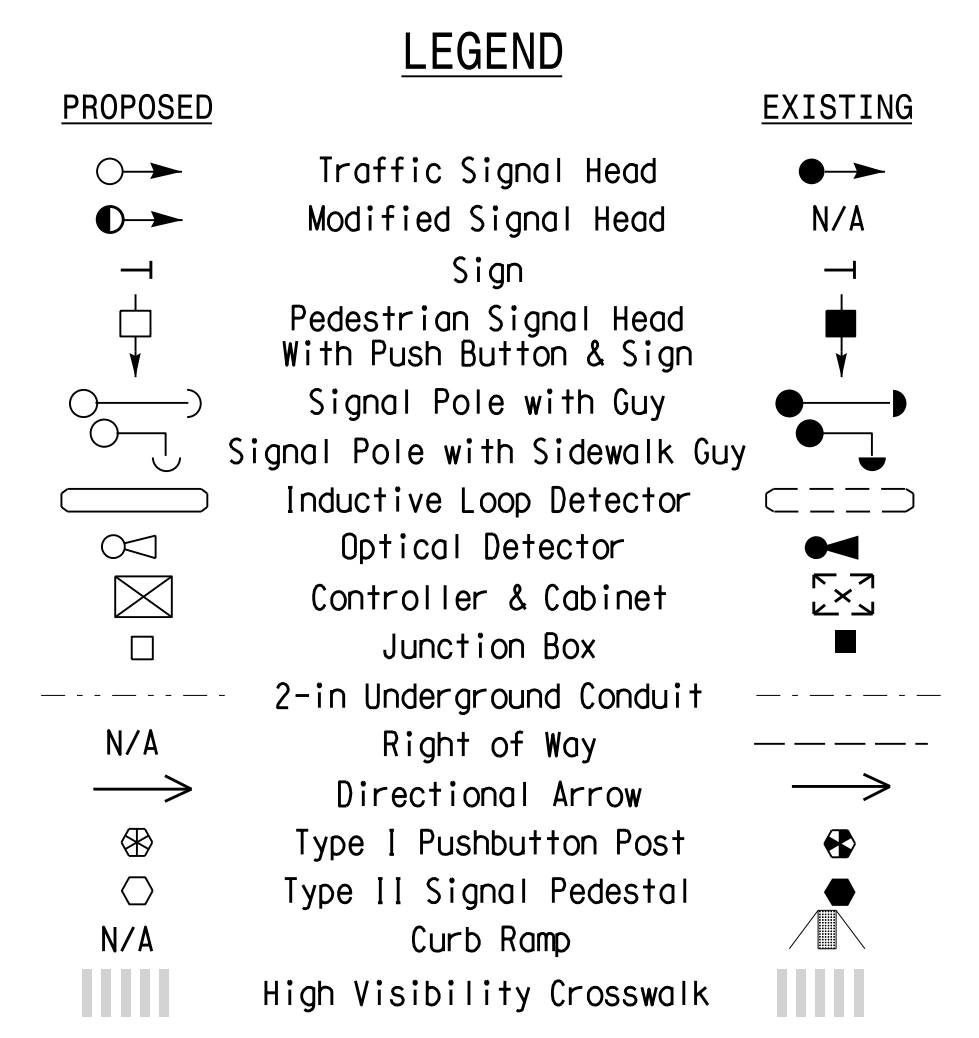 LEGEND
PROPOSED EXISTING
Traffic Signal Head
Modified Signal Head N/A
Sign
Pedestrian Signal Head
With Push Button & Sign
Signal Pole with Guy
Signal Pole with Sidewalk Guy
Inductive Loop Detector
Optical Detector
Controller & Cabinet
Junction Box
2-in Underground Conduit
N/A Right of Way
Directional Arrow
Type I Pushbutton Post
Type II Signal Pedestal
N/A Curb Ramp
High Visibility Crosswalk